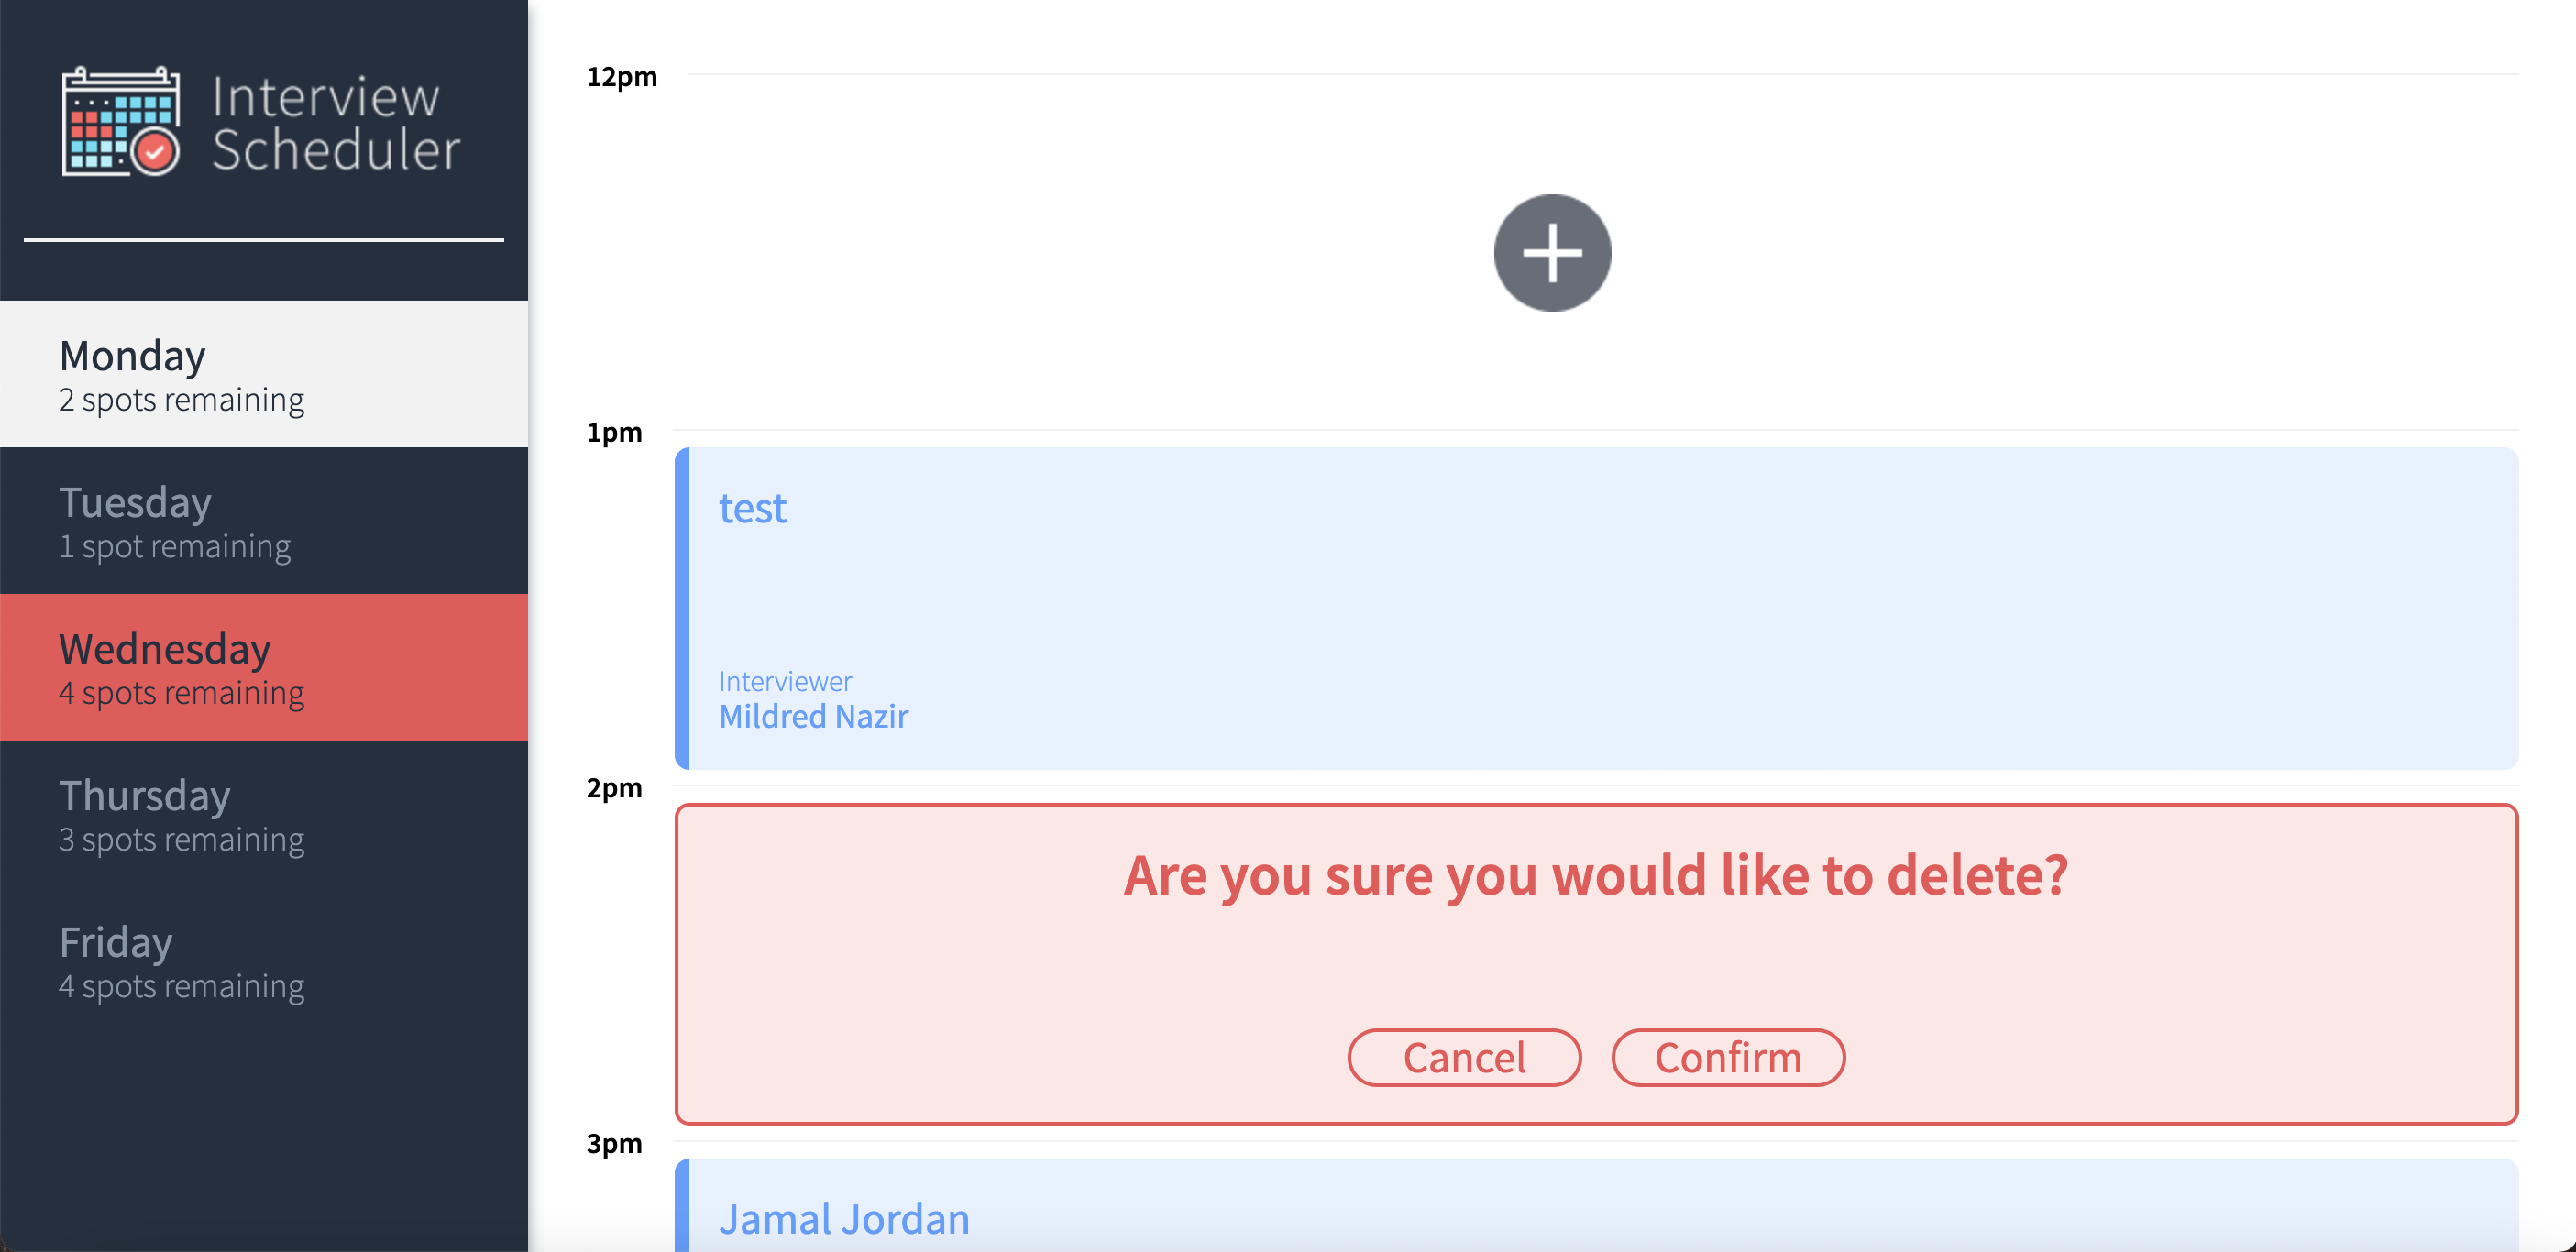 Interview
Scheduler
Monday
2 spots remaining
Tuesday
1 spot remaining
Wednesday
4 spots remaining
Thursday
3 spots remaining
Friday
4 spots remaining
12pm
1pm
test
Interviewer
Mildred Nazir
2pm
Are you sure you would like to delete?
Cancel Confirm
3pm
Jamal Jordan